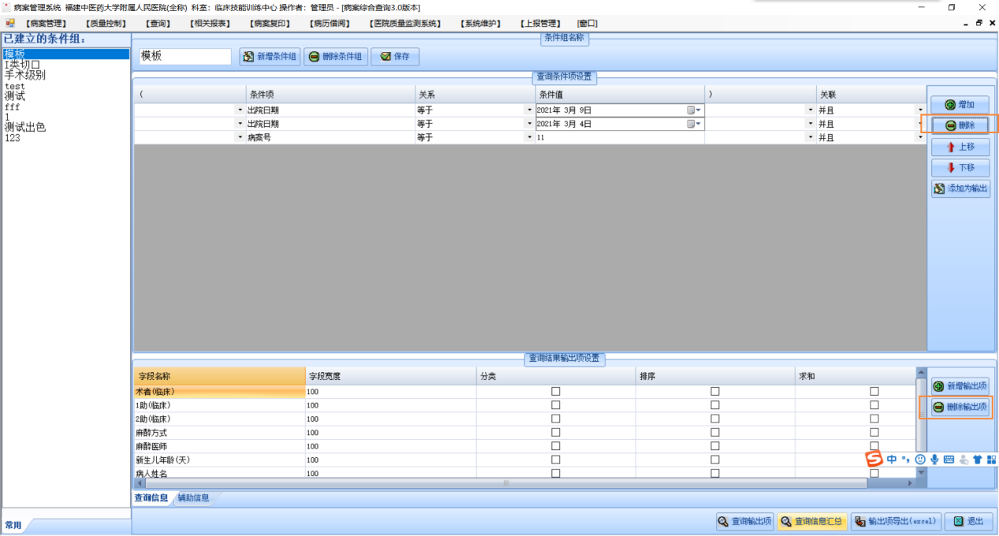 病案管理系统 福建中医药大学附属人民医院(全称) 科室: 临床技能训练中心 操作者: 管理员 - [病案综合查询3.0版本]
【病案管理】 【质量控制】 【查询】 【相关报表】 【病案复印】 【病历借阅】 【医院质量监测系统】 【系统维护】 【上报管理】 [窗口]
已建立的条件组:
模板
I类切口
手术级别
test
测试
fff
1
测试出色
123
常用
条件组名称
模板 新增条件组 删除条件组 保存
查询条件项设置
( 条件项 关系 条件值 ) 关联
出院日期 等于 2021年 3月 9日 并且
出院日期 等于 2021年 3月 4日 并且
病案号 等于 11 并且
增加
删除
上移
下移
添加为输出
查询结果输出项设置
字段名称 字段宽度 分类 排序 求和
术者(临床) 100
1助(临床) 100
2助(临床) 100
麻醉方式 100
麻醉医师 100
新生儿年龄(天) 100
病人姓名 100
新增输出项
删除输出项
S 中
查询信息 辅助信息
查询输出项 查询信息汇总 输出项导出(excel) 退出